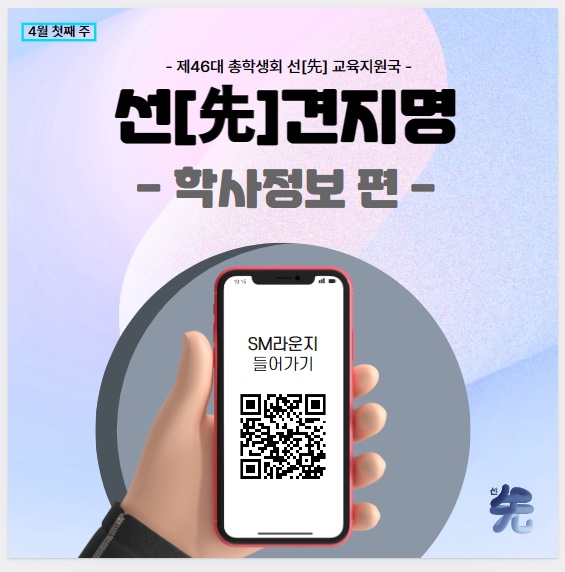 4월 첫째 주
- 제46대 총학생회 선[先] 교육지원국 -
선[先]견지명
- 학사정보 편 -
10:15
SM라운지
들어가기
선
先